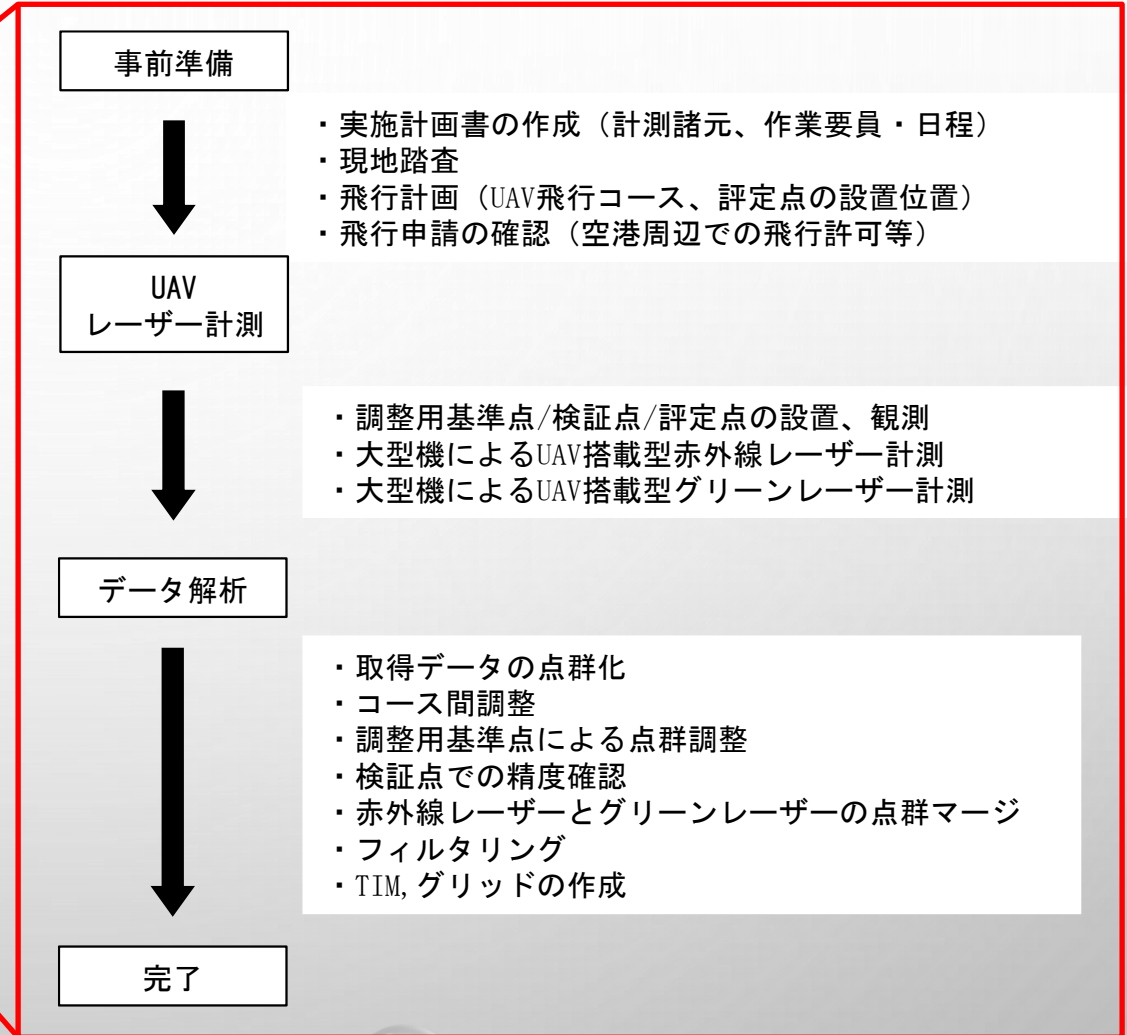 事前準備
・実施計画書の作成（計測諸元、作業要員・日程）
・現地踏査
・飛行計画（UAV飛行コース、評定点の設置位置）
・飛行申請の確認（空港周辺での飛行許可等）
UAV
レーザー計測
・調整用基準点/検証点/評定点の設置、観測
・大型機によるUAV搭載型赤外線レーザー計測
・大型機によるUAV搭載型グリーンレーザー計測
データ解析
・取得データの点群化
・コース間調整
・調整用基準点による点群調整
・検証点での精度確認
・赤外線レーザーとグリーンレーザーの点群マージ
・フィルタリング
・TIM,グリッドの作成
完了